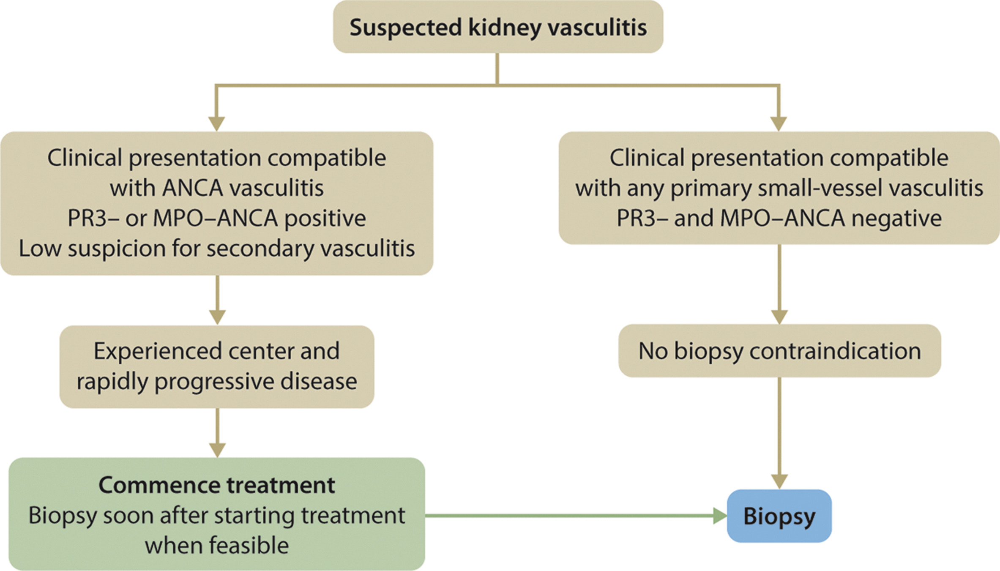 Suspected kidney vasculitis
Clinical presentation compatible
with ANCA vasculitis
PR3– or MPO–ANCA positive
Low suspicion for secondary vasculitis
Clinical presentation compatible
with any primary small-vessel vasculitis
PR3– and MPO–ANCA negative
Experienced center and
rapidly progressive disease
No biopsy contraindication
Commence treatment
Biopsy soon after starting treatment
when feasible
Biopsy